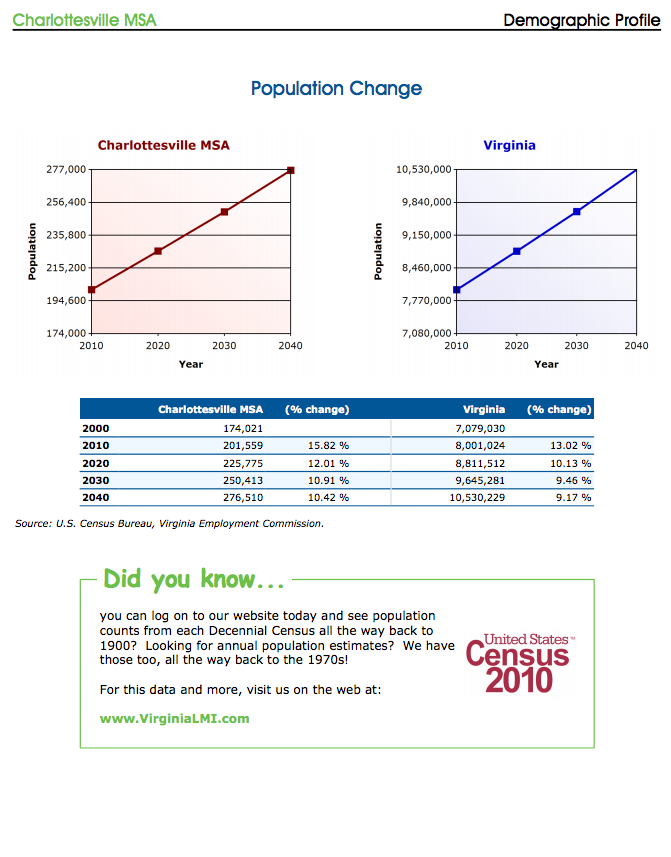 Charlottesville MSA Demographic Profile
Population Change
Charlottesville MSA
277,000
256,400
235,800
215,200
194,600
174,000
Population
2010 2020 2030 2040
Year
Virginia
10,530,000
9,840,000
9,150,000
8,460,000
7,770,000
7,080,000
Population
2010 2020 2030 2040
Year
Charlottesville MSA (% change) Virginia (% change)
2000 174,021 7,079,030
2010 201,559 15.82 % 8,001,024 13.02 %
2020 225,775 12.01 % 8,811,512 10.13 %
2030 250,413 10.91 % 9,645,281 9.46 %
2040 276,510 10.42 % 10,530,229 9.17 %
Source: U.S. Census Bureau, Virginia Employment Commission.
Did you know...
you can log on to our website today and see population
counts from each Decennial Census all the way back to
1900? Looking for annual population estimates? We have
those too, all the way back to the 1970s!
For this data and more, visit us on the web at:
www.VirginiaLMI.com
United States™
Census
2010